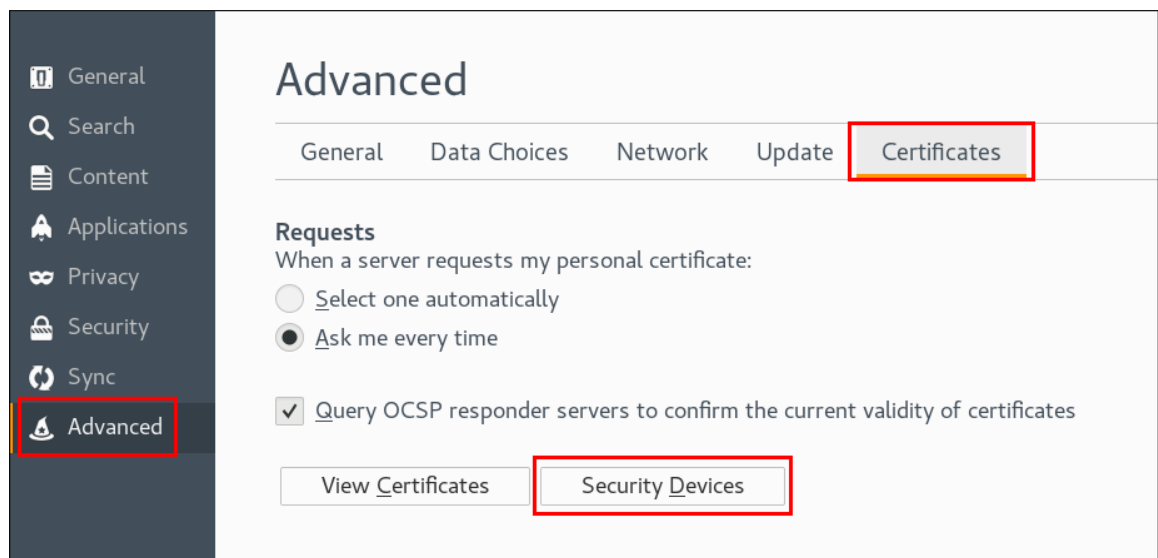 General
Search
Content
Applications
Privacy
Security
Sync
Advanced
Advanced
General Data Choices Network Update Certificates
Requests
When a server requests my personal certificate:
Select one automatically
Ask me every time
Query OCSP responder servers to confirm the current validity of certificates
View Certificates Security Devices